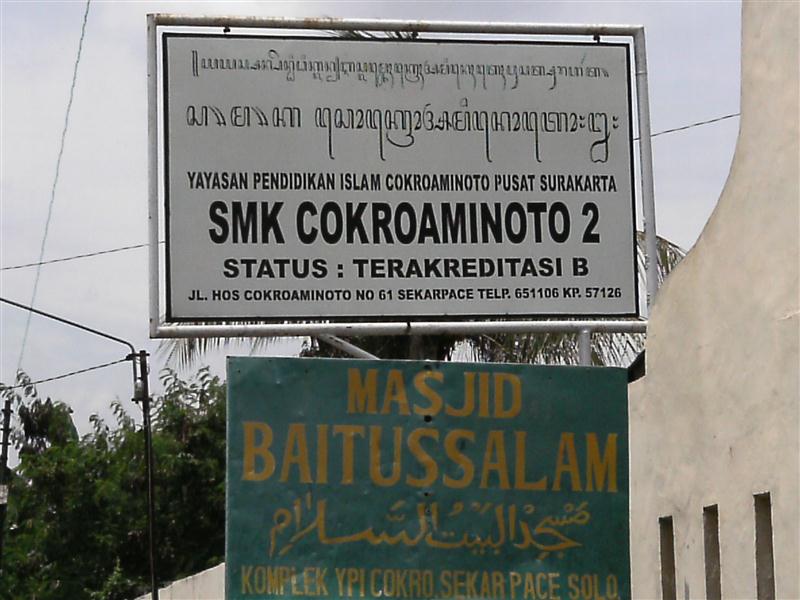 YAYASAN PENDIDIKAN ISLAM COKROAMINOTO PUSAT SURAKARTA
SMK COKROAMINOTO 2
STATUS : TERAKREDITASI B
JL. HOS COKROAMINOTO NO 61 SEKARPACE TELP. 651106 KP. 57126
MASJID
BAITUSSALAM
مسجد البيت السلام
KOMPLEK YPI COKRO. SEKAR PACE SOLO.